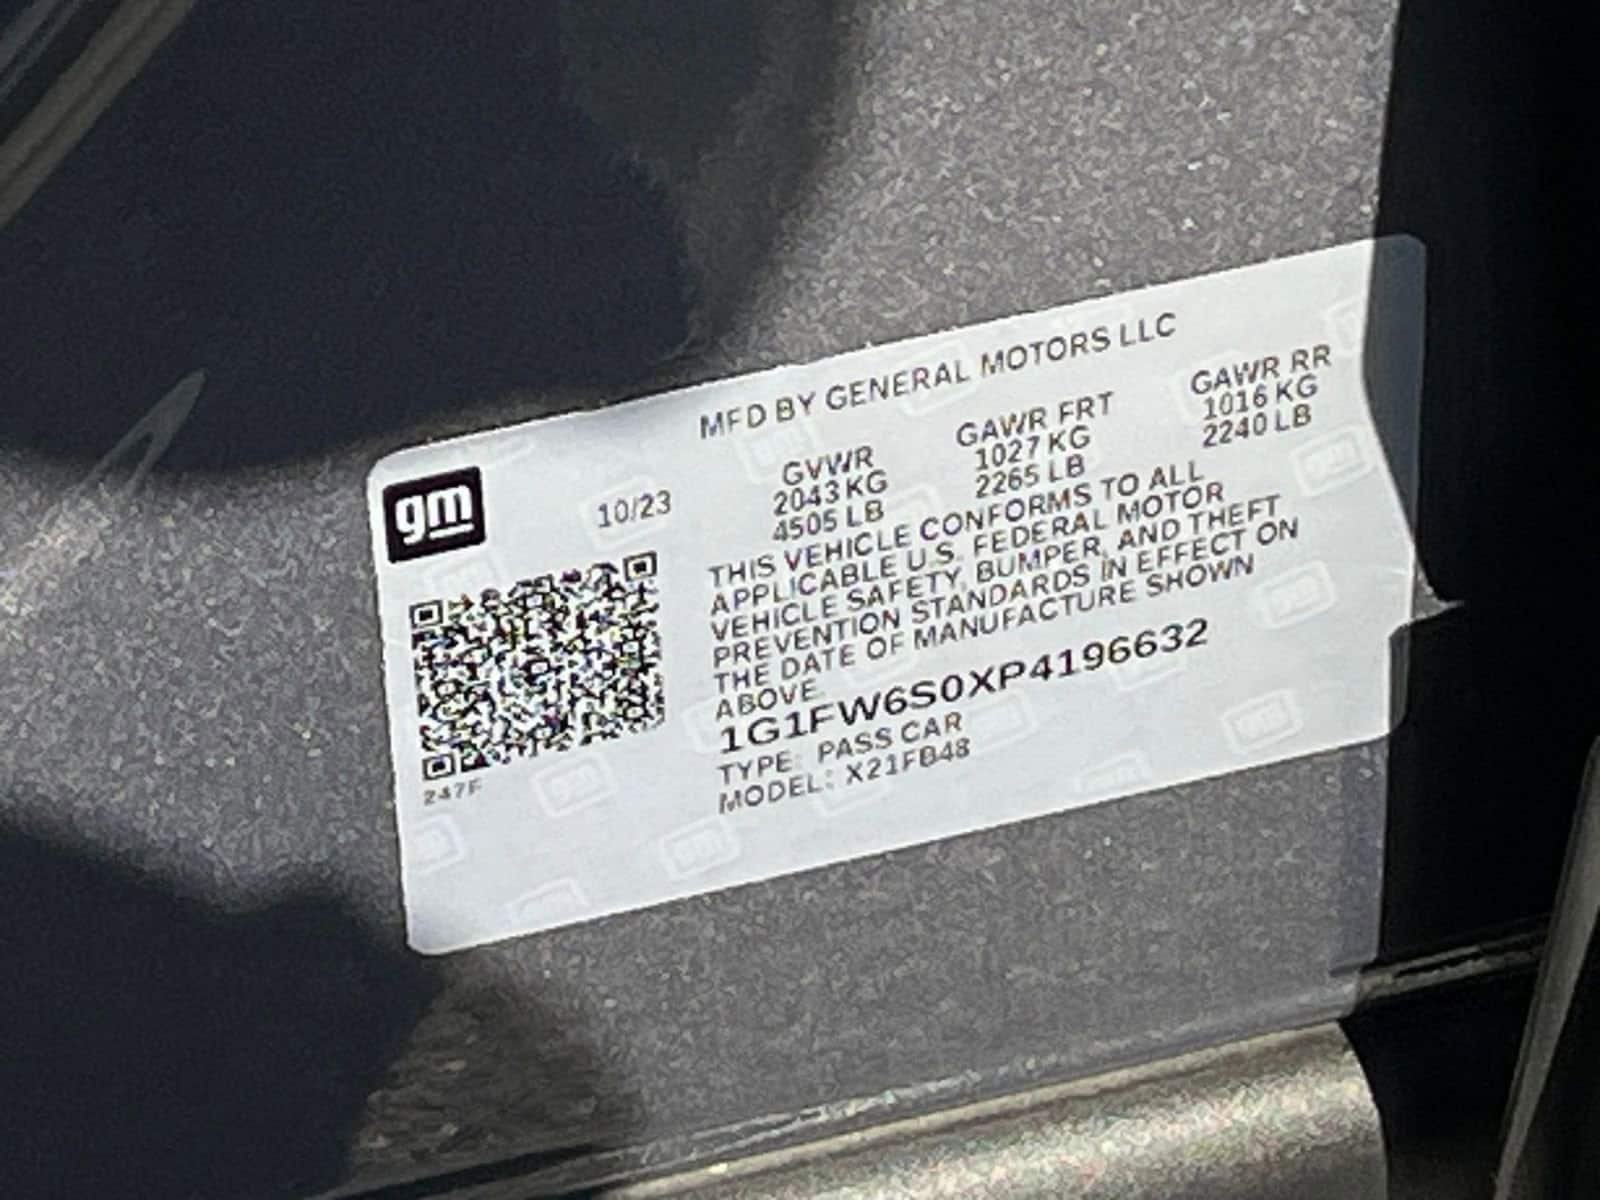 MFD BY GENERAL MOTORS LLC
gm
10/23
GVWR GAWR FRT GAWR RR
2043 KG 1027 KG 1016 KG
4505 LB 2265 LB 2240 LB
THIS VEHICLE CONFORMS TO ALL
APPLICABLE U.S. FEDERAL MOTOR
VEHICLE SAFETY, BUMPER, AND THEFT
PREVENTION STANDARDS IN EFFECT ON
THE DATE OF MANUFACTURE SHOWN
ABOVE.
1G1FW6S0XP4196632
TYPE: PASS CAR
MODEL: X21FB48
247F